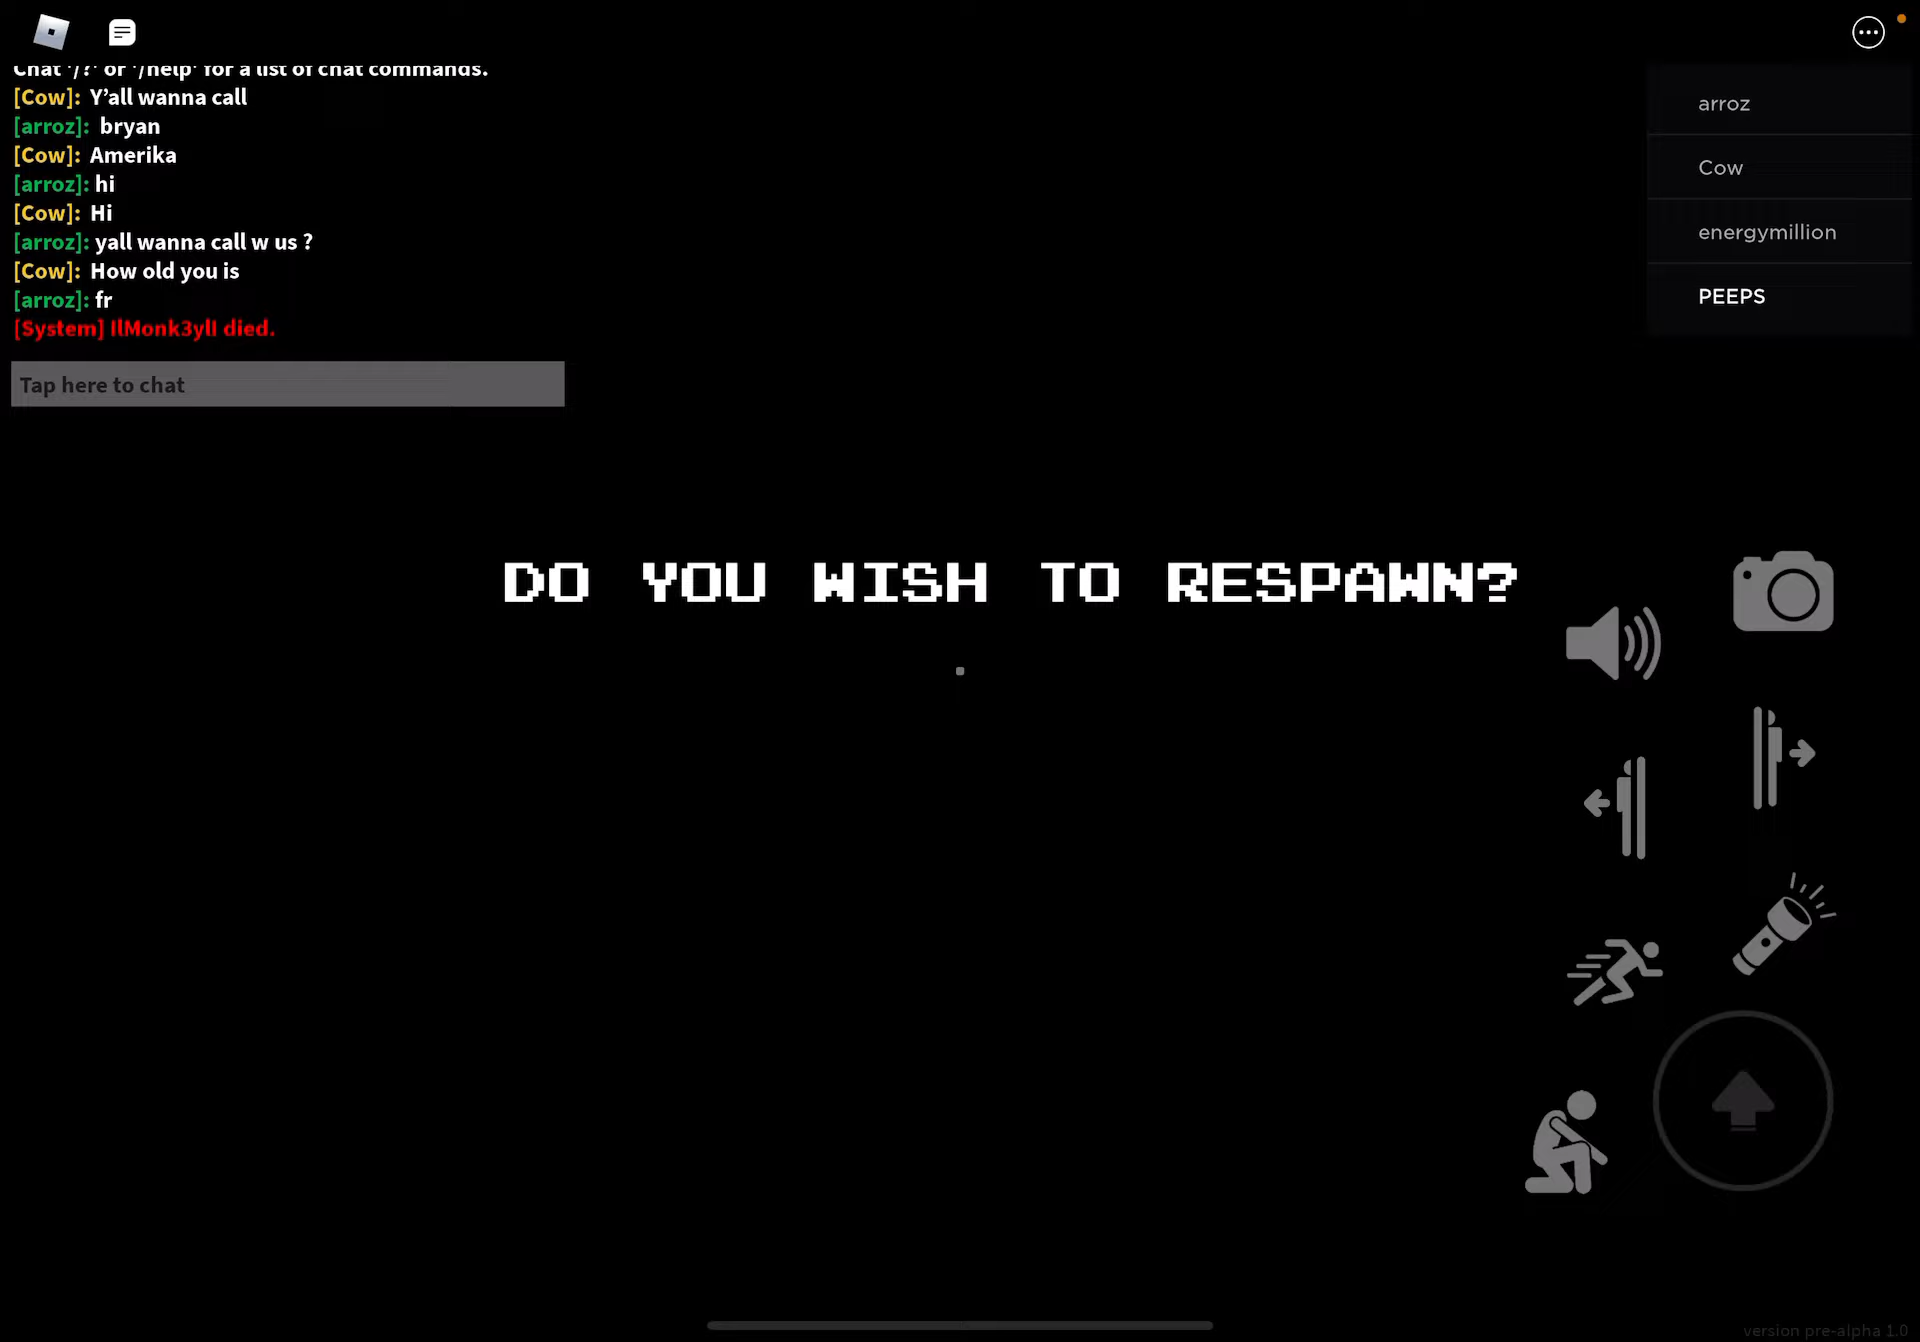 Chat '/?' or '/help' for a list of chat commands.
[Cow]: Y'all wanna call
[arroz]: bryan
[Cow]: Amerika
[arroz]: hi
[Cow]: Hi
[arroz]: yall wanna call w us ?
[Cow]: How old you is
[arroz]: fr
[System] IlMonk3ylI died.
Tap here to chat
arroz
Cow
energymillion
PEEPS
DO YOU WISH TO RESPAWN?
version pre-alpha 1.0